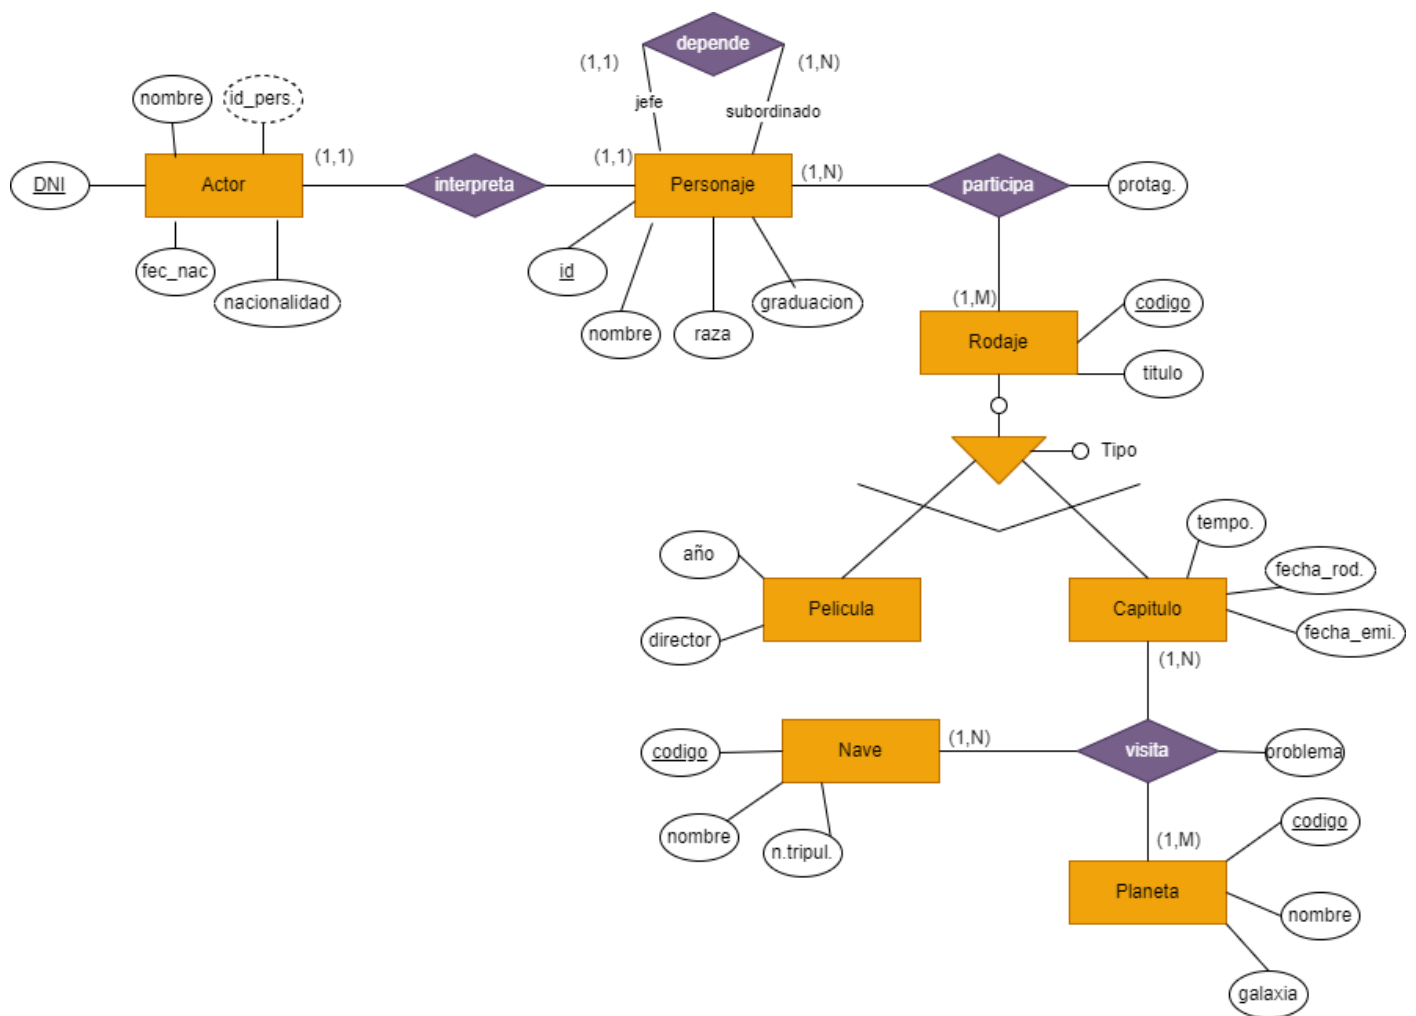 depende
(1,1)
(1,N)
jefe
subordinado
nombre
id_pers.
DNI
Actor
(1,1)
interpreta
(1,1)
Personaje
(1,N)
participa
protag.
fec_nac
nacionalidad
id
nombre
raza
graduacion
(1,M)
codigo
Rodaje
titulo
Tipo
tempo.
año
fecha_rod.
Pelicula
Capitulo
director
fecha_emi.
(1,N)
codigo
Nave
(1,N)
visita
problema
nombre
n.tripul.
(1,M)
codigo
Planeta
nombre
galaxia